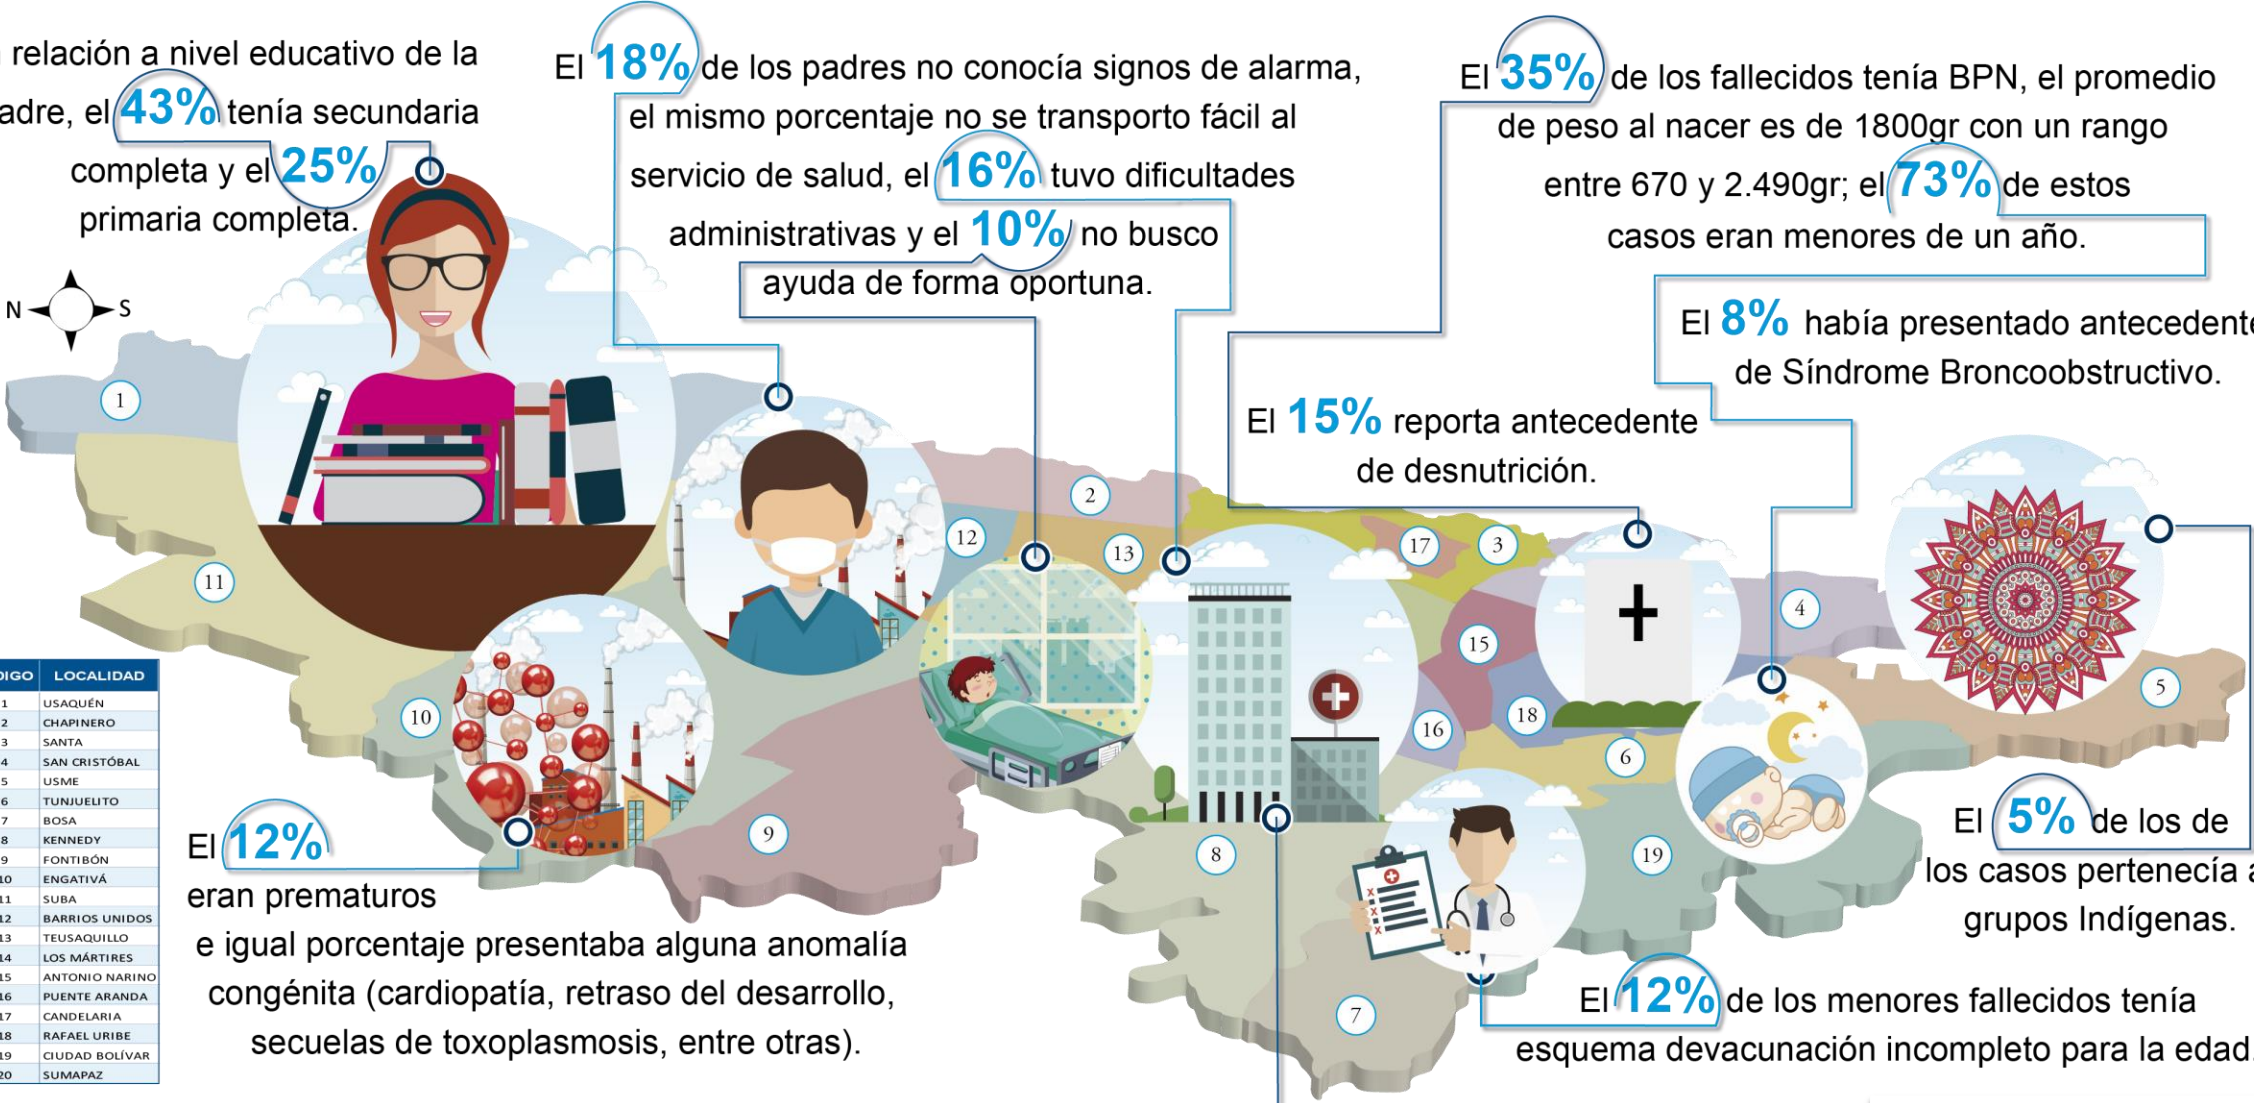 relación a nivel educativo de la
adre, el 43% tenía secundaria
completa y el 25%
primaria completa.
El 18% de los padres no conocía signos de alarma,
el mismo porcentaje no se transporto fácil al
servicio de salud, el 16% tuvo dificultades
administrativas y el 10% no busco
ayuda de forma oportuna.
El 35% de los fallecidos tenía BPN, el promedio
de peso al nacer es de 1800gr con un rango
entre 670 y 2.490gr; el 73% de estos
casos eran menores de un año.
El 8% había presentado antecedente
de Síndrome Broncoobstructivo.
El 15% reporta antecedente
de desnutrición.
N S
1
2
12
13
17
3
11
15
4
5
10
16
18
6
9
8
19
7
DIGO LOCALIDAD
1 USAQUÉN
2 CHAPINERO
3 SANTA
4 SAN CRISTÓBAL
5 USME
6 TUNJUELITO
7 BOSA
8 KENNEDY
9 FONTIBÓN
10 ENGATIVÁ
11 SUBA
12 BARRIOS UNIDOS
13 TEUSAQUILLO
14 LOS MÁRTIRES
15 ANTONIO NARINO
16 PUENTE ARANDA
17 CANDELARIA
18 RAFAEL URIBE
19 CIUDAD BOLÍVAR
20 SUMAPAZ
El 12%
eran prematuros
e igual porcentaje presentaba alguna anomalía
congénita (cardiopatía, retraso del desarrollo,
secuelas de toxoplasmosis, entre otras).
El 5% de los de
los casos pertenecía a
grupos Indígenas.
El 12% de los menores fallecidos tenía
esquema devacunación incompleto para la edad.